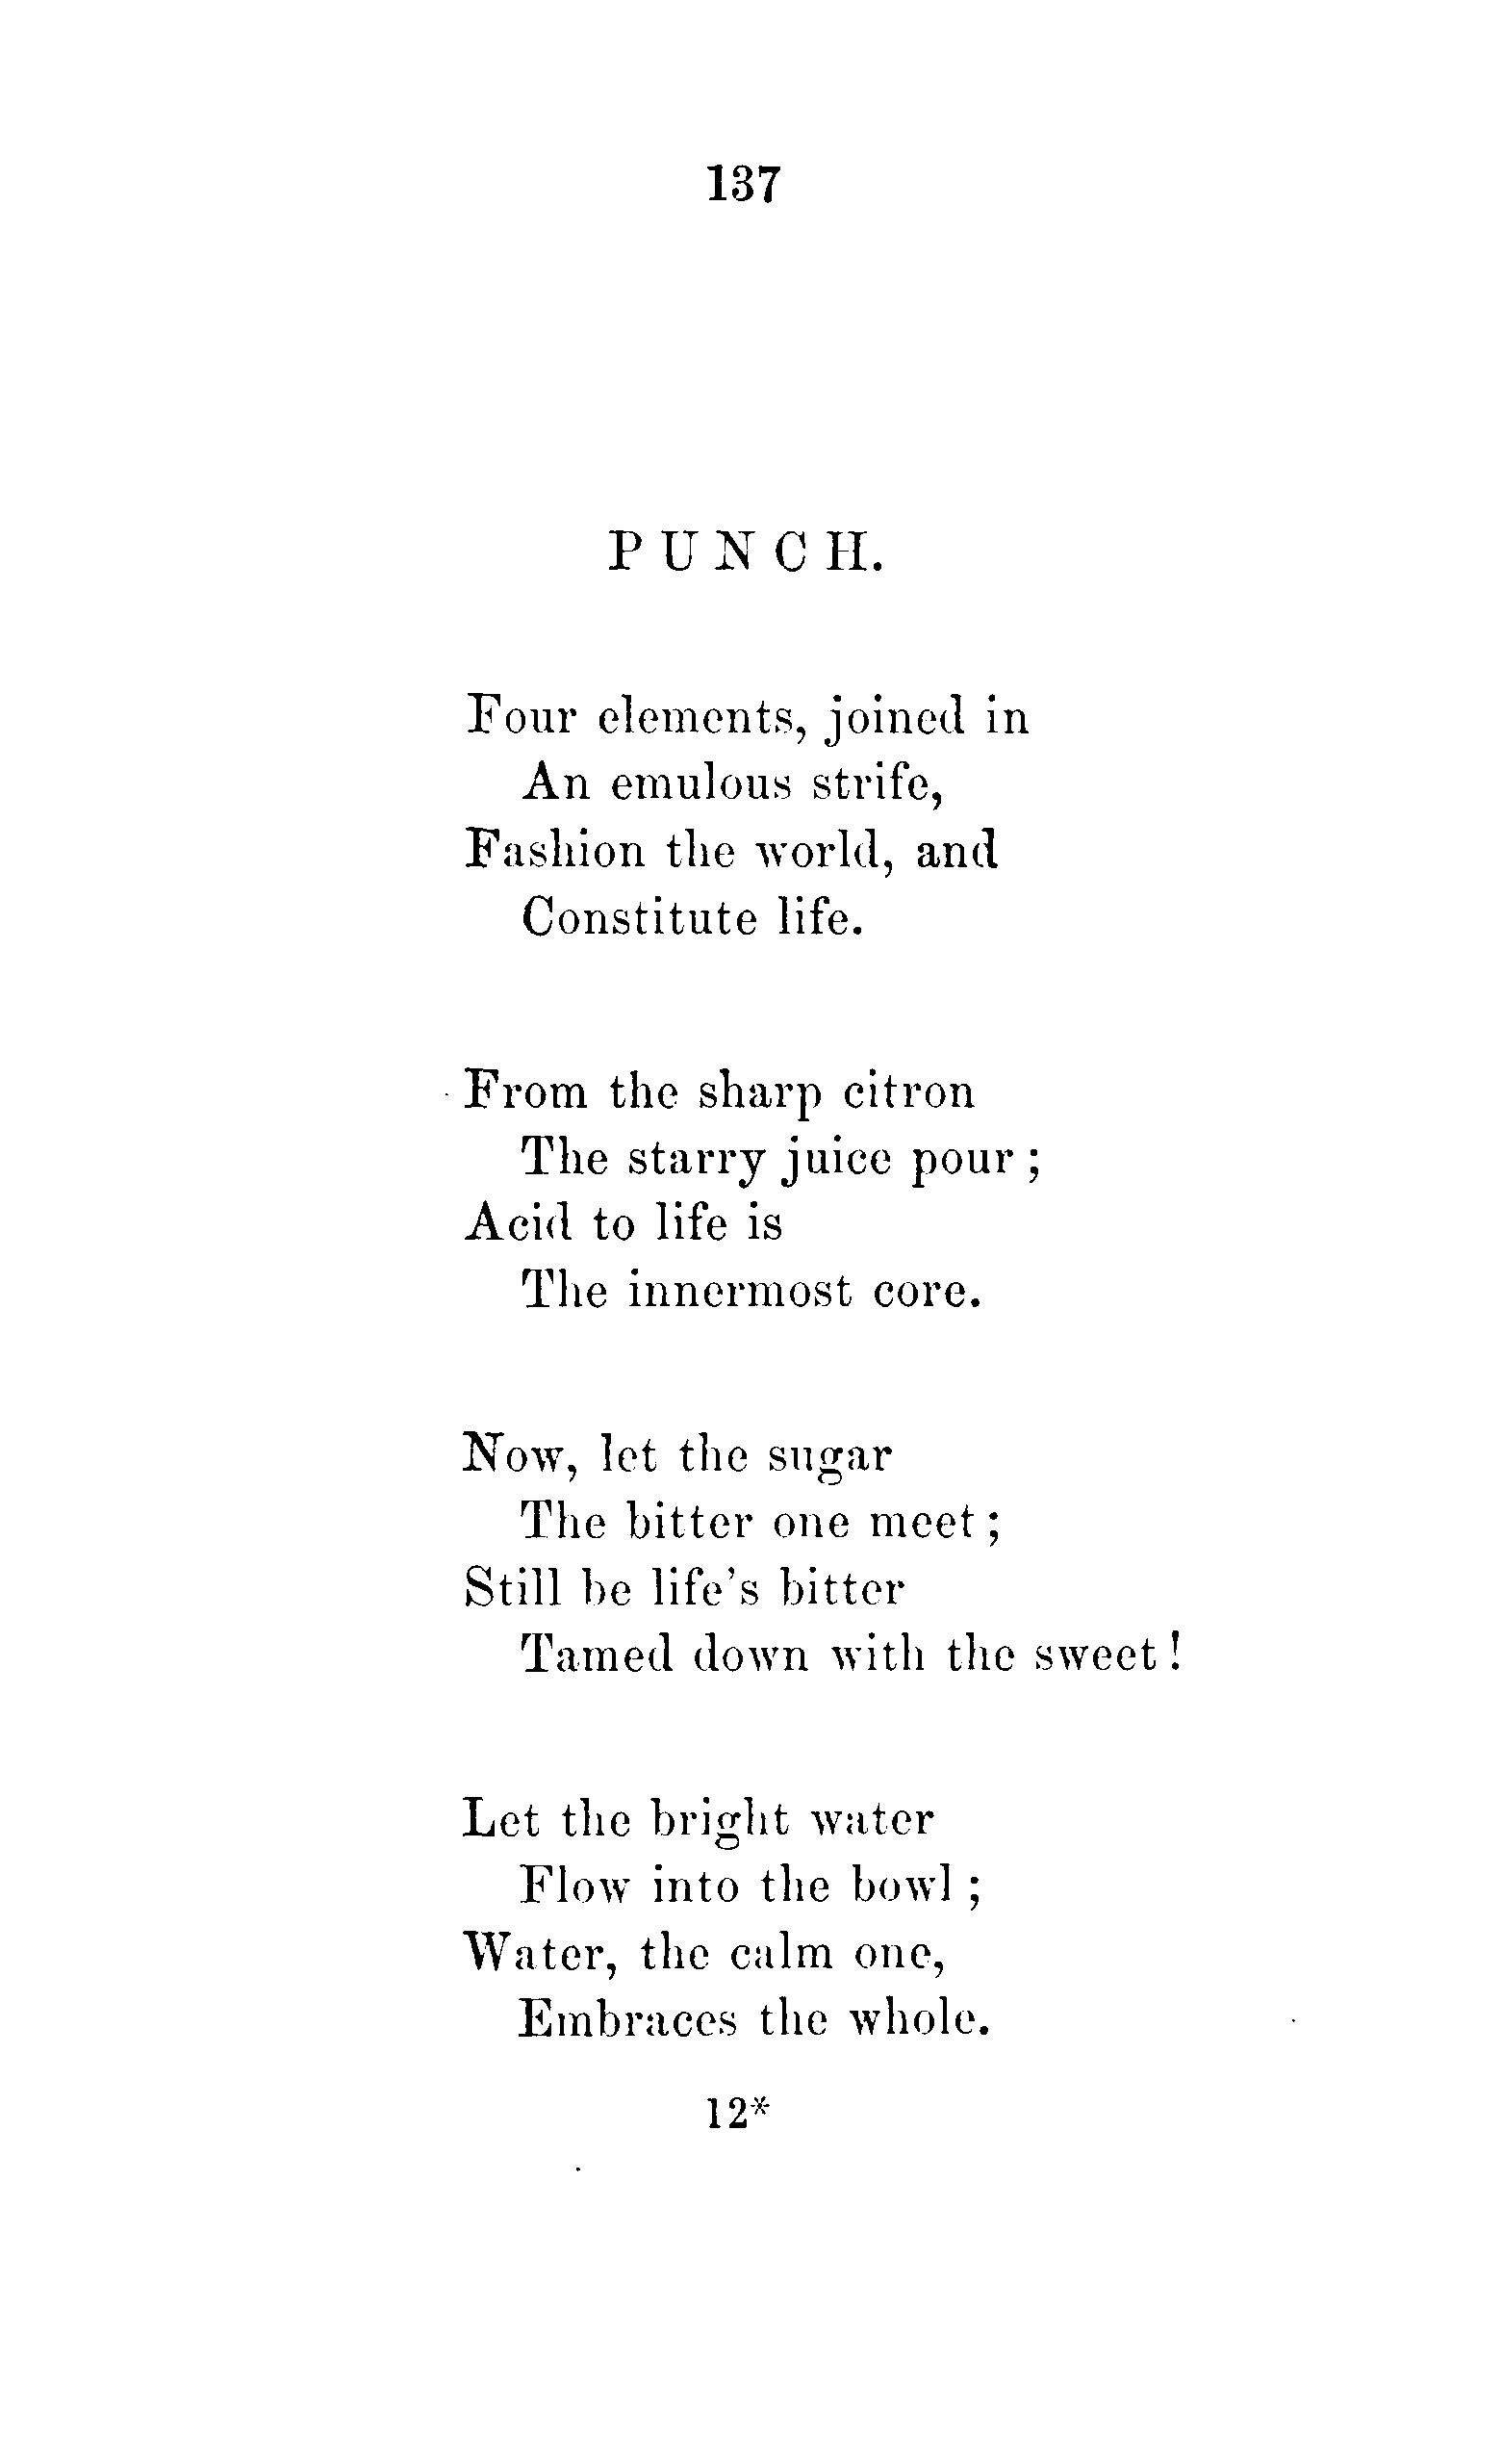 137
PUNCH.
Four elements, joined in
An emulous strife,
Fashion the world, and
Constitute life.
From the sharp citron
The starry juice pour ;
Acid to life is
The innermost core.
Now, let the sugar
The bitter one meet ;
Still be life's bitter
Tamed down with the sweet !
Let the bright water
Flow into the bowl ;
Water, the calm one,
Embraces the whole.
12*